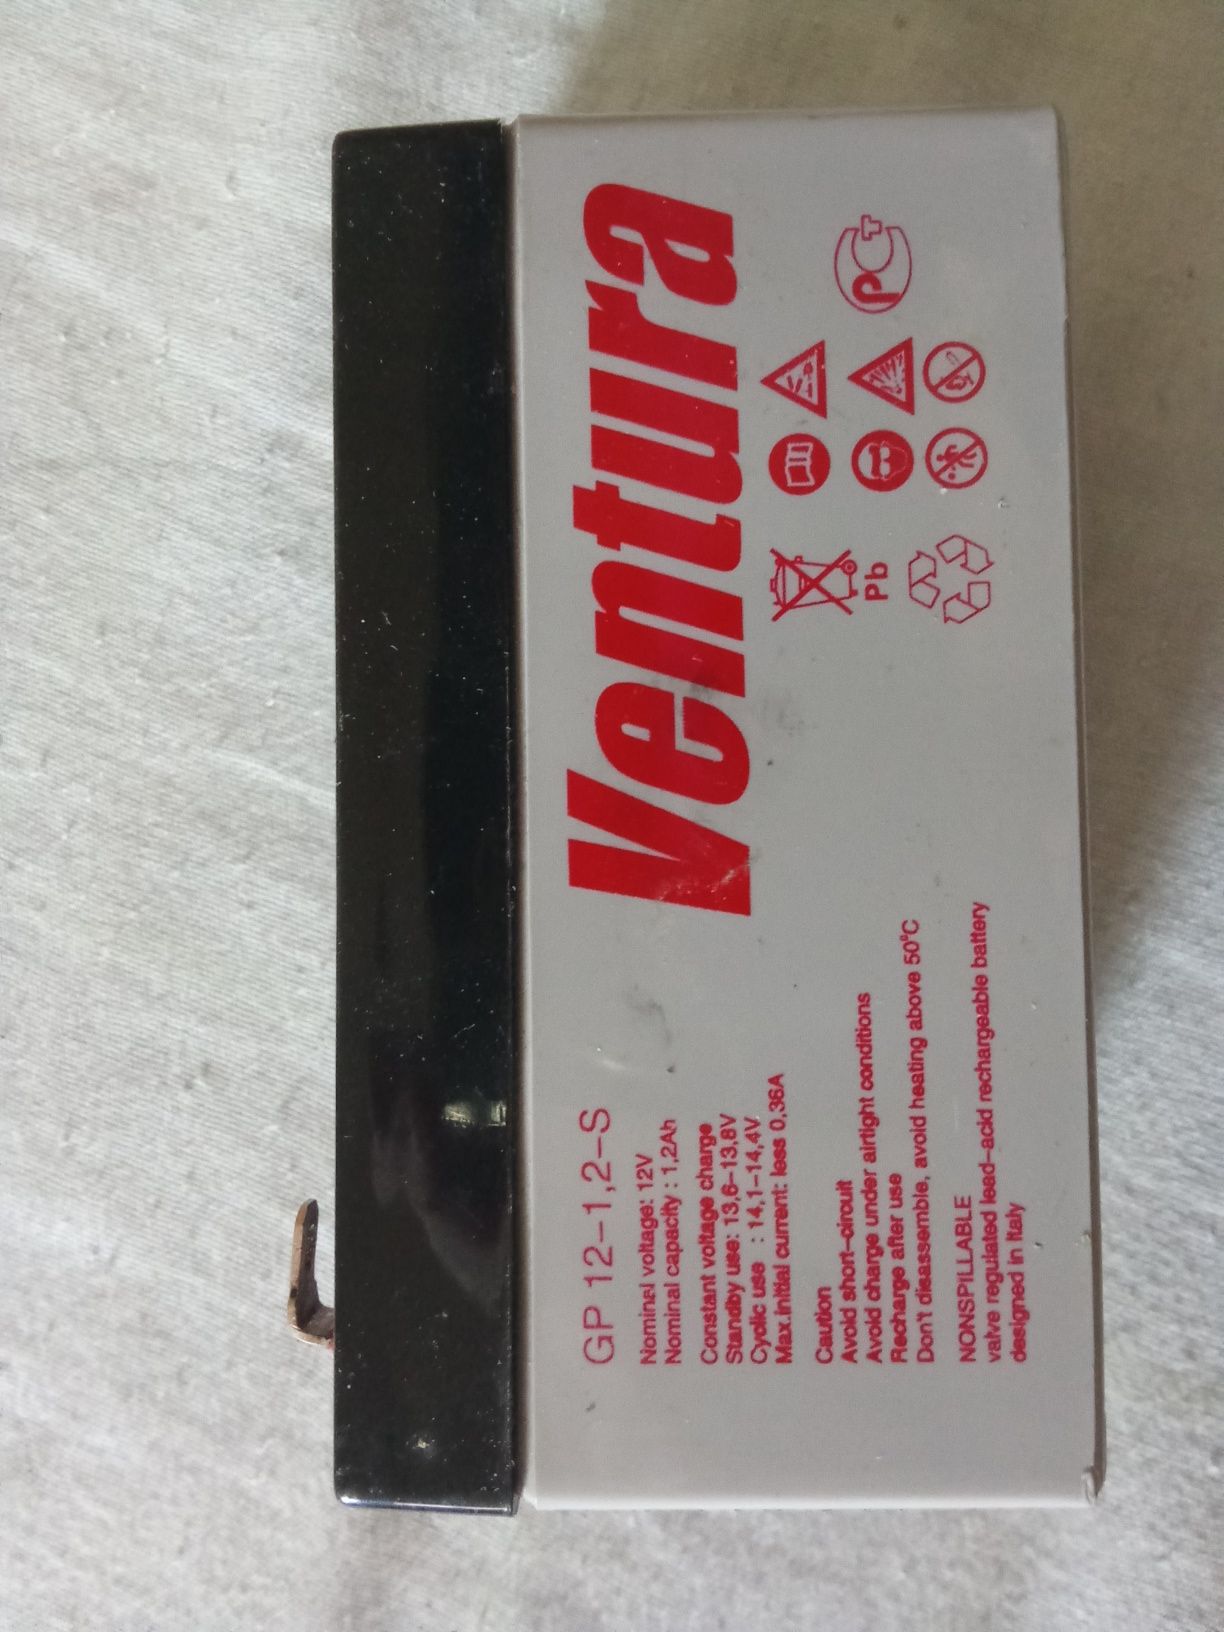 Ventura
GP 12-1,2-S
Nominal voltage: 12V
Nominal capacity : 1,2Ah
Constant voltage charge
Standby use: 13,6-13,8V
Cyclic use : 14,1-14,4V
Max.initial current: less 0,36A
Caution
Avoid short-circuit
Avoid charge under airtight conditions
Recharge after use
Don't disassemble, avoid heating above 50°C
NONSPILLABLE
valve regulated lead-acid rechargeable battery
designed in Italy
Pb
PCT